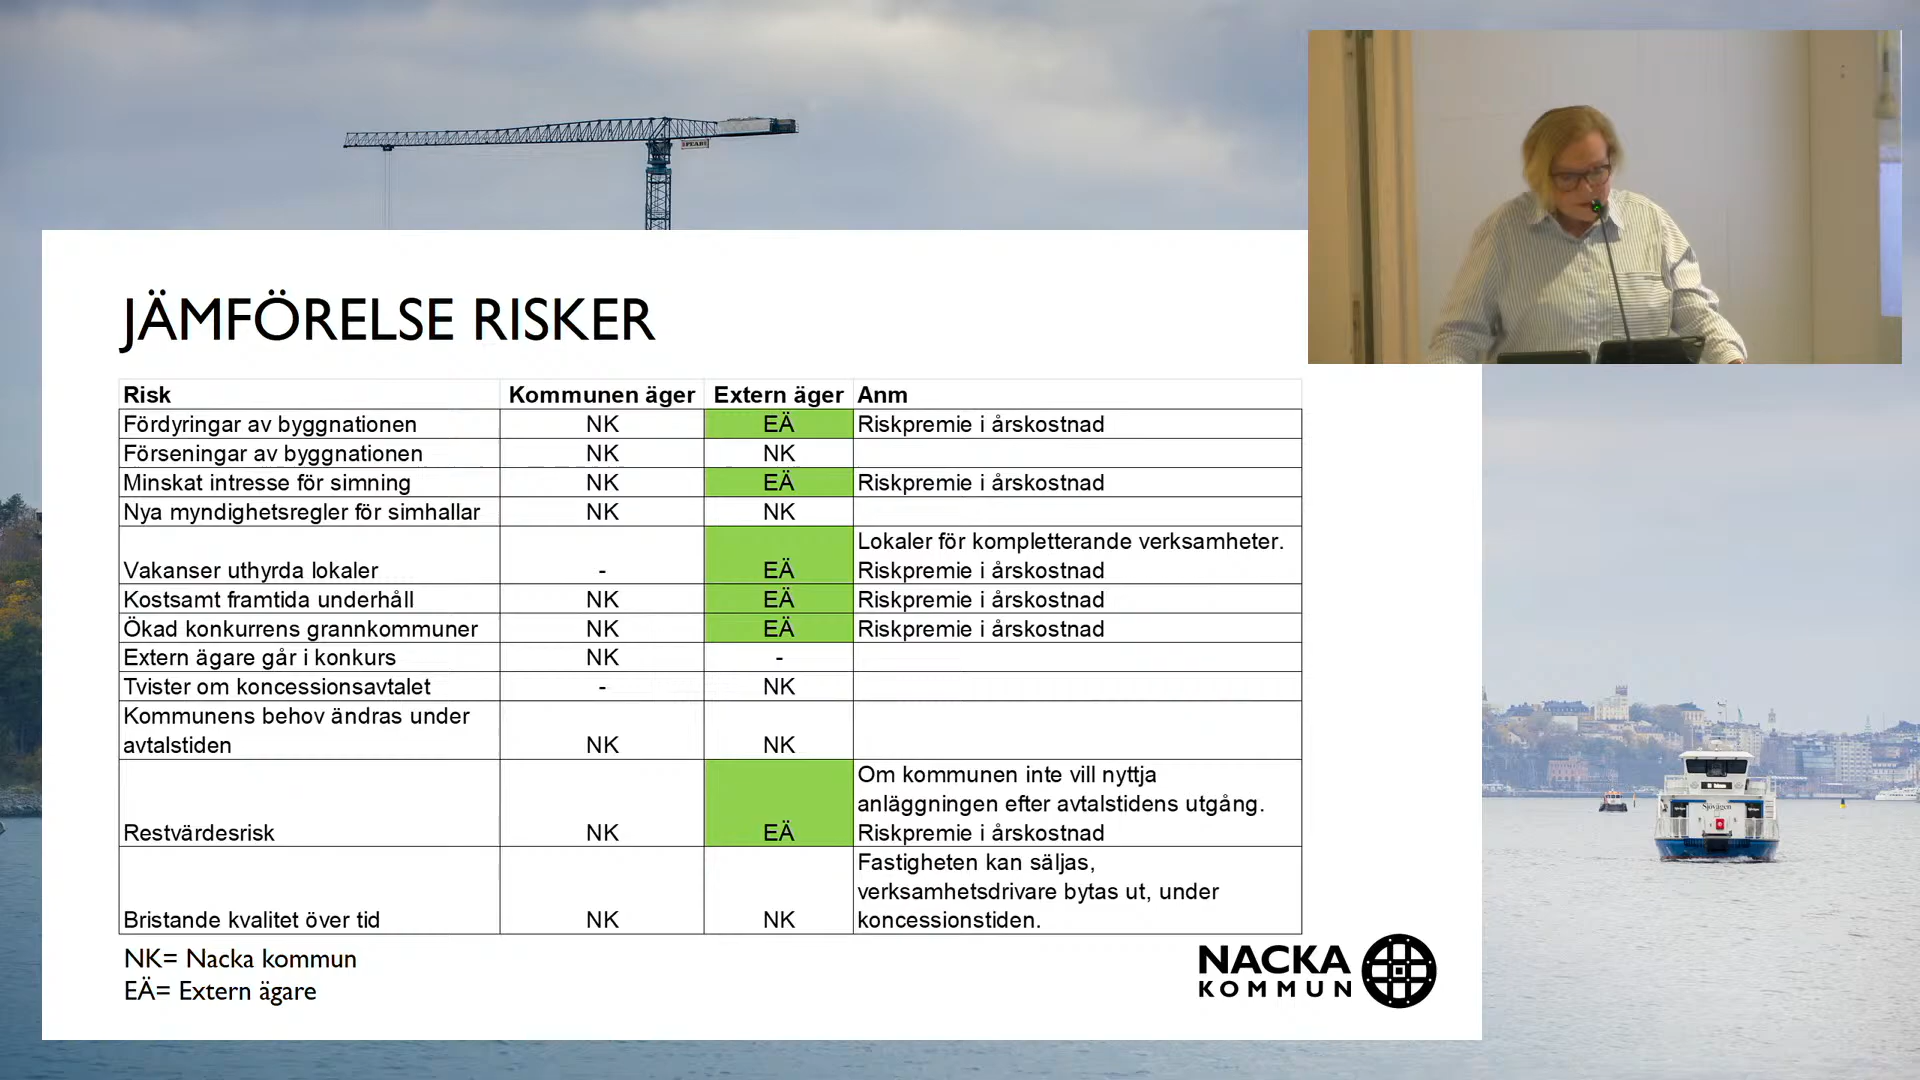 PEAB
JÄMFÖRELSE RISKER
Risk Kommunen äger Extern äger Anm
Fördyringar av byggnationen NK EÄ Riskpremie i årskostnad
Förseningar av byggnationen NK NK
Minskat intresse för simning NK EÄ Riskpremie i årskostnad
Nya myndighetsregler för simhallar NK NK
Lokaler för kompletterande verksamheter.
Vakanser uthyrda lokaler - EÄ Riskpremie i årskostnad
Kostsamt framtida underhåll NK EÄ Riskpremie i årskostnad
Ökad konkurrens grannkommuner NK EÄ Riskpremie i årskostnad
Extern ägare går i konkurs NK -
Tvister om koncessionsavtalet - NK
Kommunens behov ändras under
avtalstiden NK NK
Om kommunen inte vill nyttja
anläggningen efter avtalstidens utgång.
Restvärdesrisk NK EÄ Riskpremie i årskostnad
Fastigheten kan säljas,
verksamhetsdrivare bytas ut, under
Bristande kvalitet över tid NK NK koncessionstiden.
NK= Nacka kommun
EÄ= Extern ägare
NACKA
KOMMUN
Sjövägen